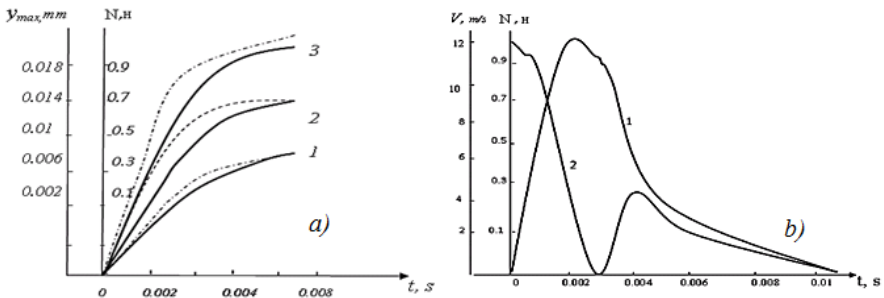 y max, mm N,н
0.018 0.9
0.014 0.7
0.01 0.5
0.006 0.3
0.002 0.1
3
2
1
a)
0 0.002 0.004 0.008 t, s
V, m/s N, н
12 0.9
10 0.7
8 0.5
6 0.3
4
2 0.1
1
2
b)
0 0.002 0.004 0.006 0.008 0.01 t, s